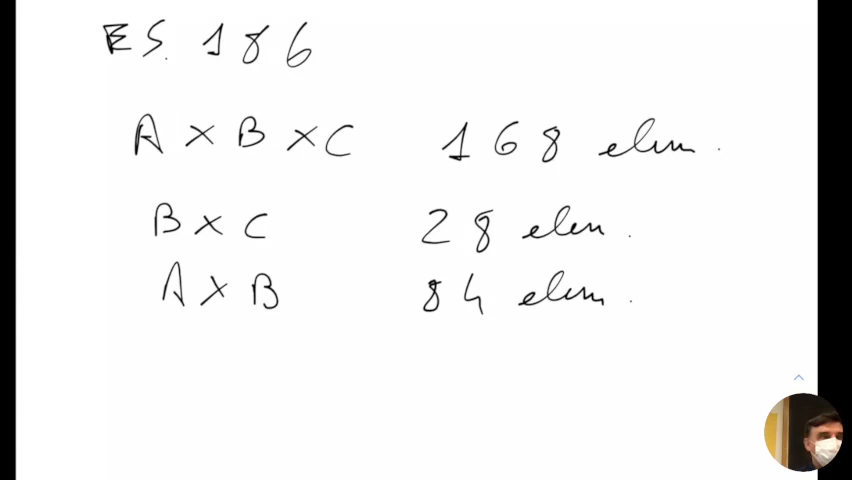 ES. 186
A × B × C 168 elem.
B × C 28 elem.
A × B 84 elem.